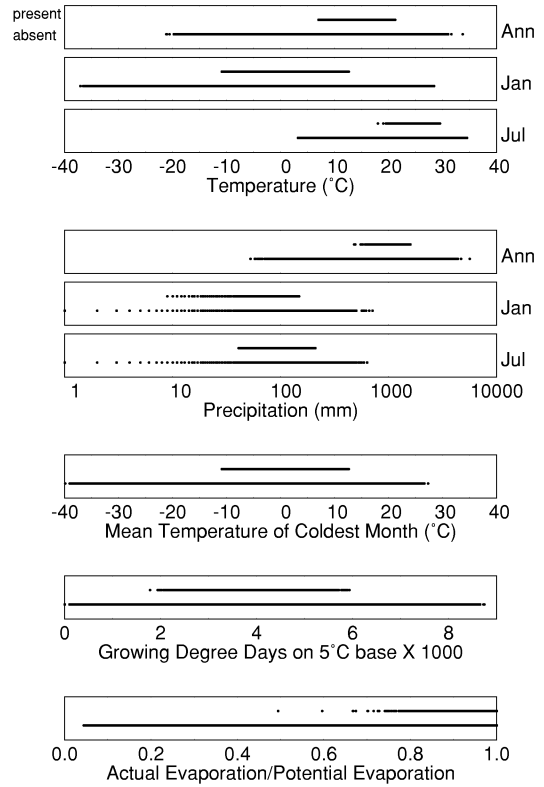 present
absent
Ann
Jan
Jul
-40 -30 -20 -10 0 10 20 30 40
Temperature (˚C)
Ann
Jan
Jul
1 10 100 1000 10000
Precipitation (mm)
-40 -30 -20 -10 0 10 20 30 40
Mean Temperature of Coldest Month (˚C)
0 2 4 6 8
Growing Degree Days on 5˚C base X 1000
0.0 0.2 0.4 0.6 0.8 1.0
Actual Evaporation/Potential Evaporation